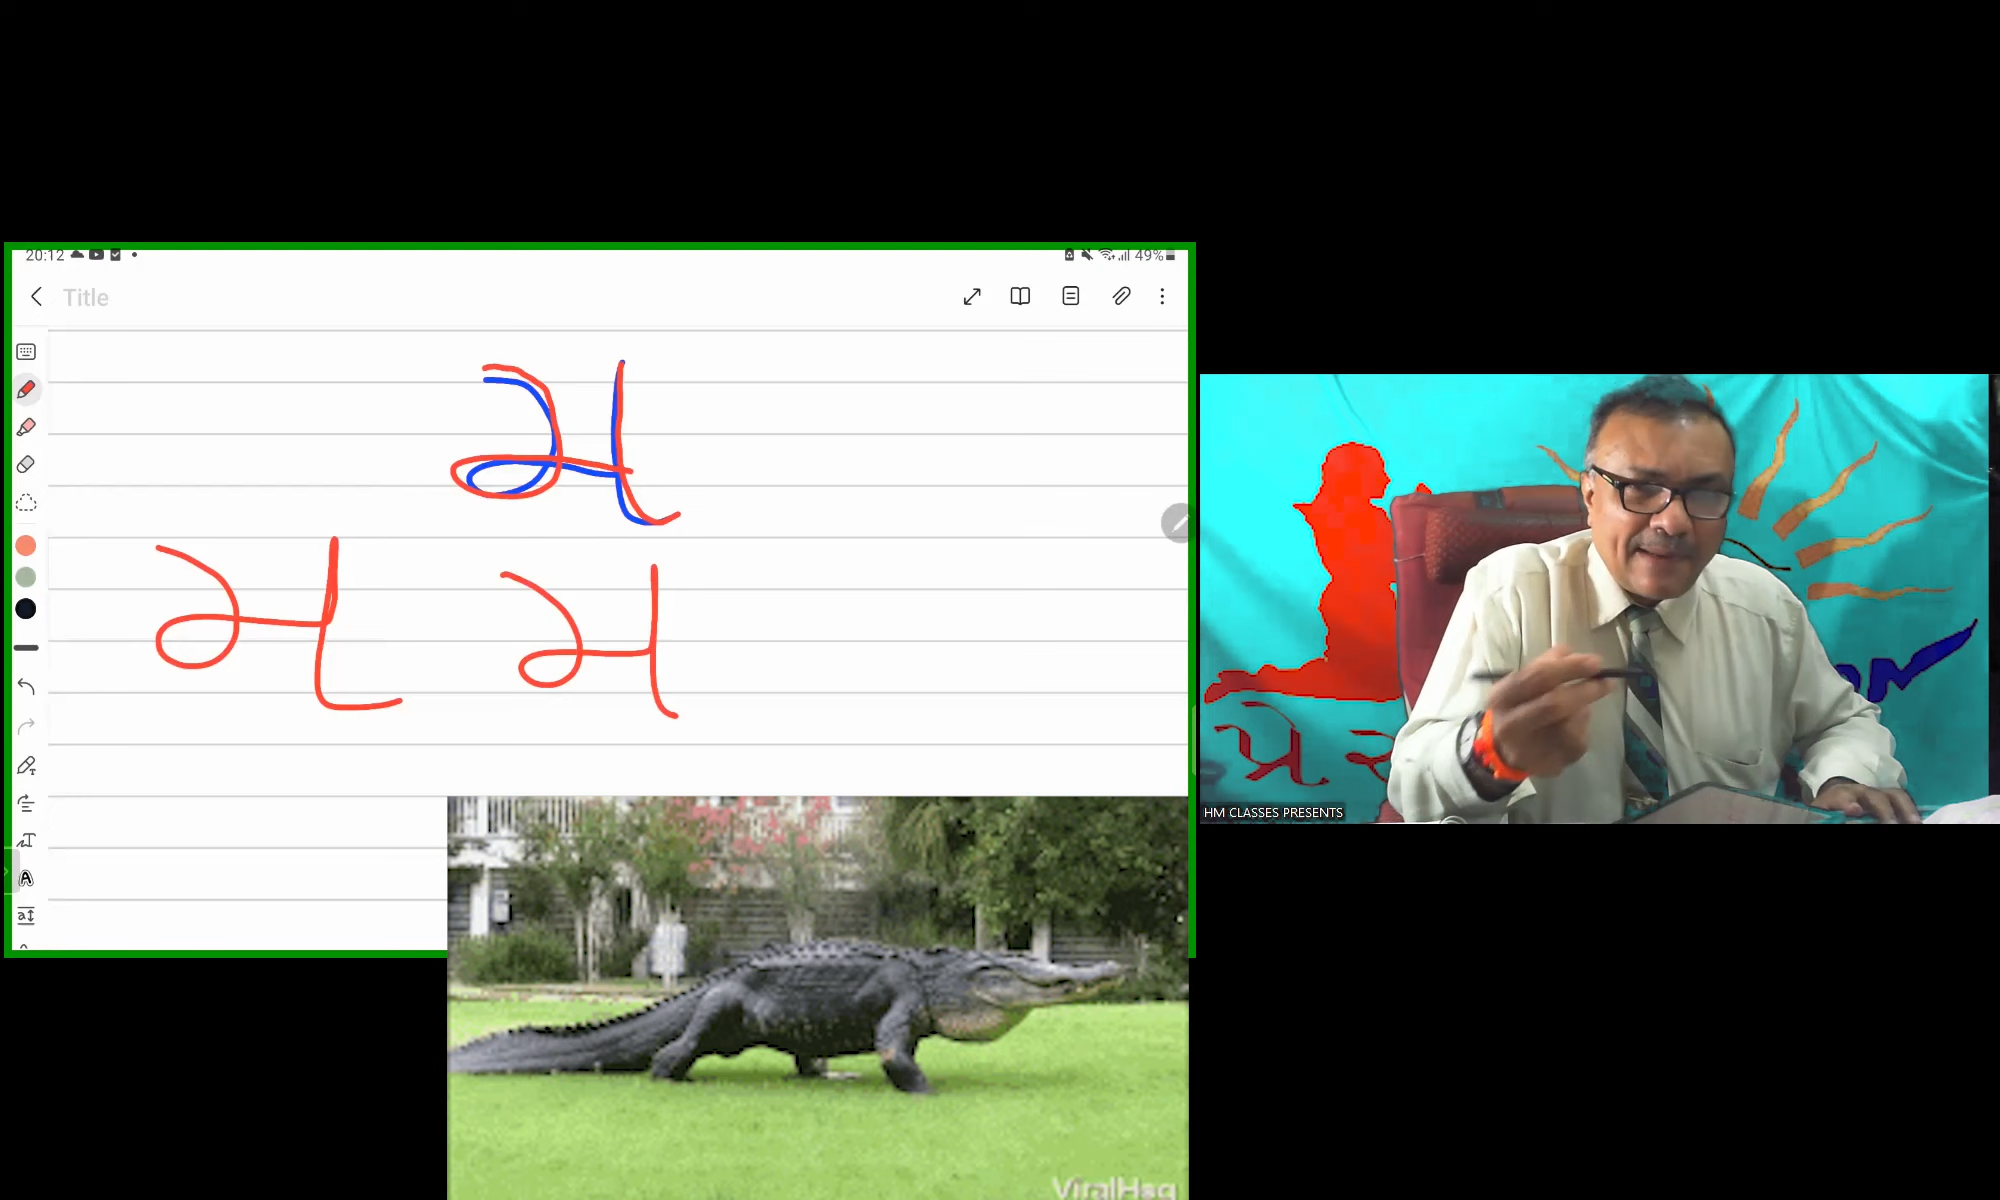 20:12
49%
Title
મ
મ મ
HM CLASSES PRESENTS
ViralHog